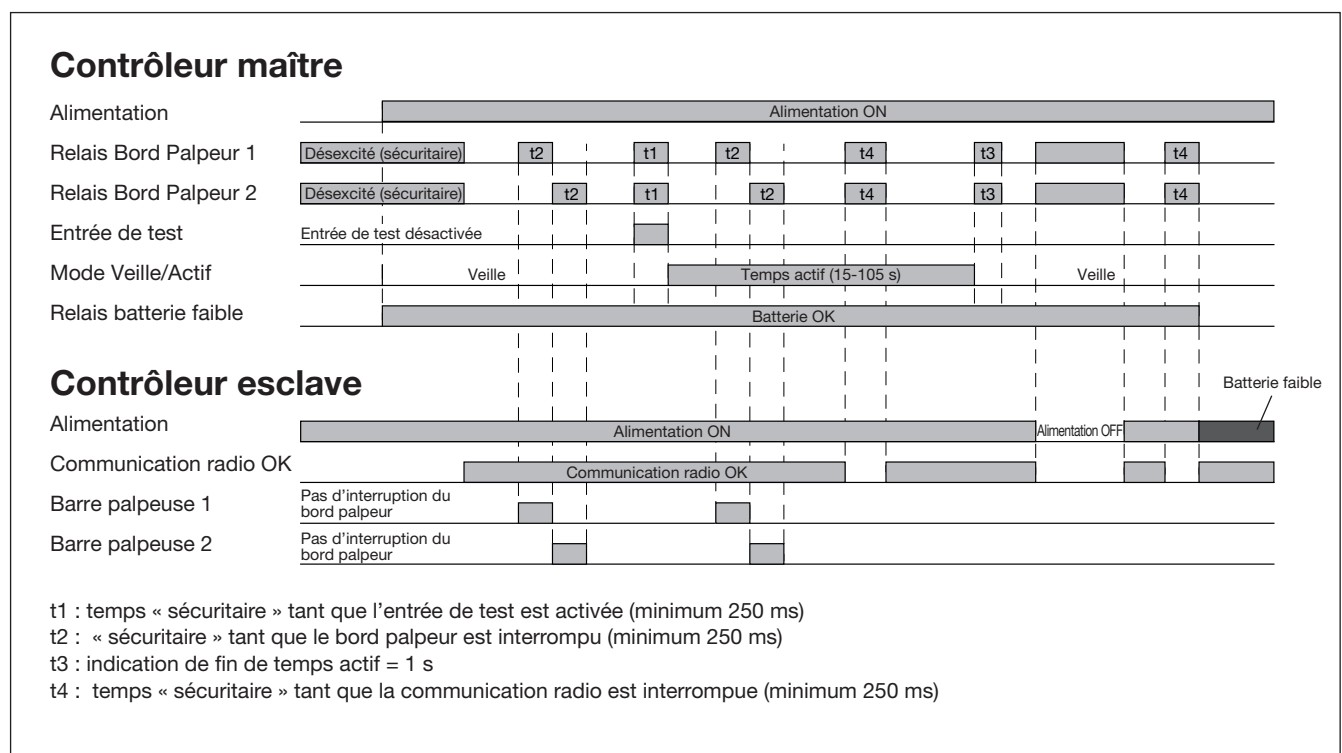 Contrôleur maître
Alimentation
Alimentation ON
Relais Bord Palpeur 1
Désexcité (sécuritaire)
t2
t1
t2
t4
t3
t4
Relais Bord Palpeur 2
Désexcité (sécuritaire)
t2
t1
t2
t4
t3
t4
Entrée de test
Entrée de test désactivée
Mode Veille/Actif
Veille
Temps actif (15-105 s)
Veille
Relais batterie faible
Batterie OK
Contrôleur esclave
Batterie faible
Alimentation
Alimentation ON
Alimentation OFF
Communication radio OK
Communication radio OK
Barre palpeuse 1
Pas d’interruption du
bord palpeur
Barre palpeuse 2
Pas d’interruption du
bord palpeur
t1 : temps « sécuritaire » tant que l’entrée de test est activée (minimum 250 ms)
t2 : « sécuritaire » tant que le bord palpeur est interrompu (minimum 250 ms)
t3 : indication de fin de temps actif = 1 s
t4 : temps « sécuritaire » tant que la communication radio est interrompue (minimum 250 ms)